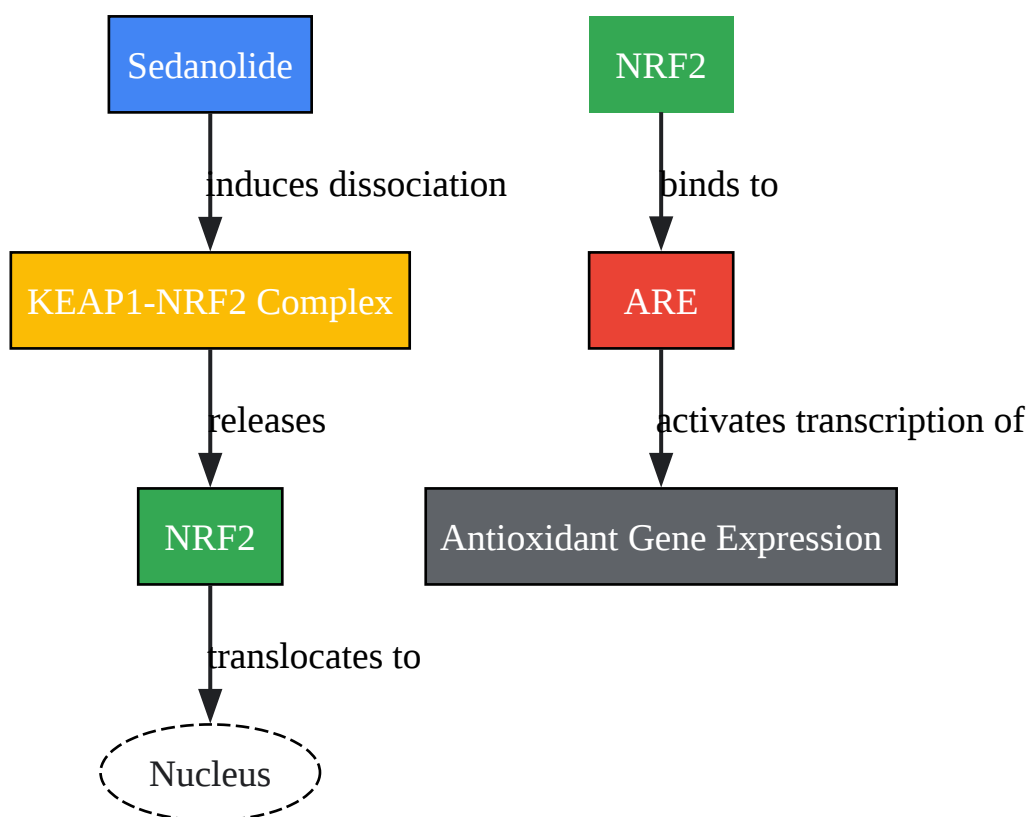 Sedanolide
induces dissociation
KEAP1-NRF2 Complex
releases
NRF2
translocates to
Nucleus
NRF2
binds to
ARE
activates transcription of
Antioxidant Gene Expression